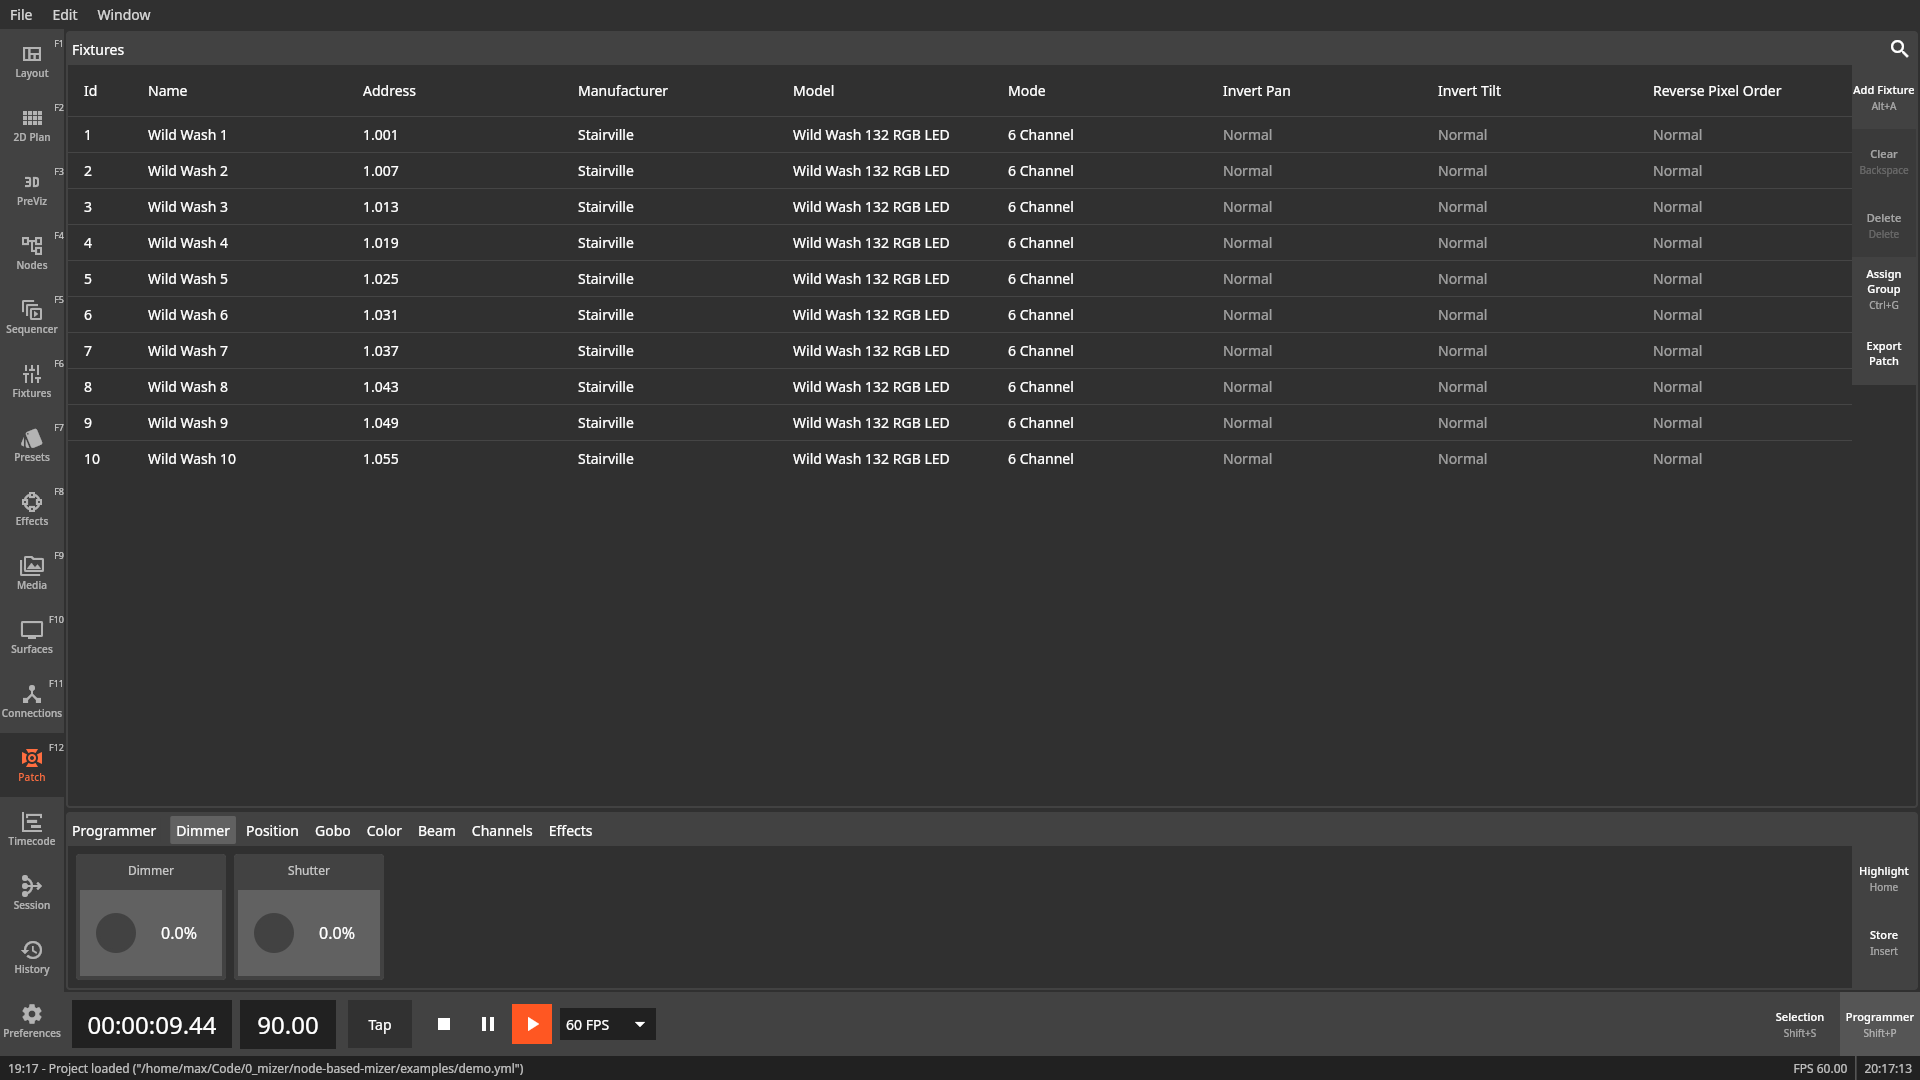 File Edit Window
F1
Layout
F2
2D Plan
F3
3D
PreViz
F4
Nodes
F5
Sequencer
F6
Fixtures
F7
Presets
F8
Effects
F9
Media
F10
Surfaces
F11
Connections
F12
Patch
Timecode
Session
History
Preferences
Fixtures
Id Name Address Manufacturer Model Mode Invert Pan Invert Tilt Reverse Pixel Order
1 Wild Wash 1 1.001 Stairville Wild Wash 132 RGB LED 6 Channel Normal Normal Normal
2 Wild Wash 2 1.007 Stairville Wild Wash 132 RGB LED 6 Channel Normal Normal Normal
3 Wild Wash 3 1.013 Stairville Wild Wash 132 RGB LED 6 Channel Normal Normal Normal
4 Wild Wash 4 1.019 Stairville Wild Wash 132 RGB LED 6 Channel Normal Normal Normal
5 Wild Wash 5 1.025 Stairville Wild Wash 132 RGB LED 6 Channel Normal Normal Normal
6 Wild Wash 6 1.031 Stairville Wild Wash 132 RGB LED 6 Channel Normal Normal Normal
7 Wild Wash 7 1.037 Stairville Wild Wash 132 RGB LED 6 Channel Normal Normal Normal
8 Wild Wash 8 1.043 Stairville Wild Wash 132 RGB LED 6 Channel Normal Normal Normal
9 Wild Wash 9 1.049 Stairville Wild Wash 132 RGB LED 6 Channel Normal Normal Normal
10 Wild Wash 10 1.055 Stairville Wild Wash 132 RGB LED 6 Channel Normal Normal Normal
Add Fixture
Alt+A
Clear
Backspace
Delete
Delete
Assign
Group
Ctrl+G
Export
Patch
Programmer Dimmer Position Gobo Color Beam Channels Effects
Dimmer Shutter
0.0% 0.0%
Highlight
Home
Store
Insert
00:00:09.44 90.00 Tap 60 FPS
Selection
Shift+S
Programmer
Shift+P
19:17 - Project loaded ("/home/max/Code/0_mizer/node-based-mizer/examples/demo.yml") FPS 60.00 20:17:13